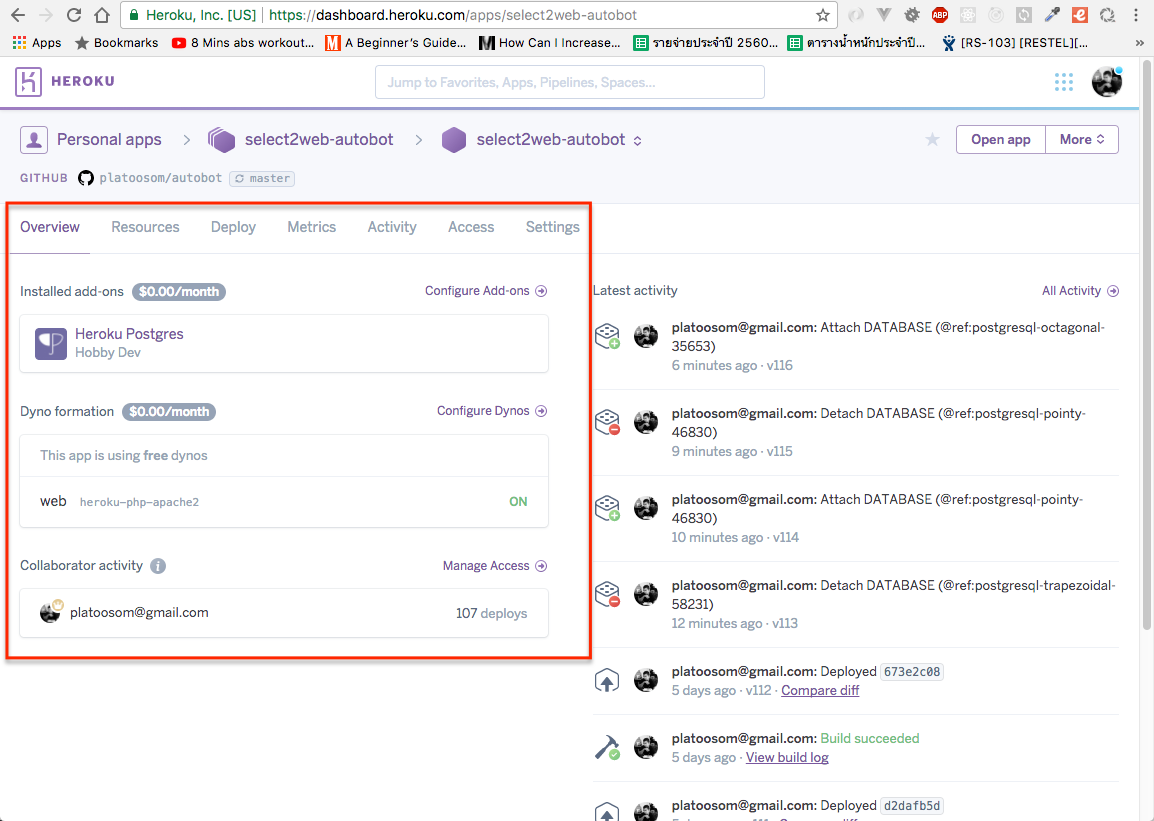 Heroku, Inc. [US] https://dashboard.heroku.com/apps/select2web-autobot
ABP
Apps Bookmarks 8 Mins abs workout... A Beginner's Guide... How Can I Increase... รายจ่ายประจำปี 2560... ตารางน้ำหนักประจำปี... [RS-103] [RESTEL][... »
HEROKU
Jump to Favorites, Apps, Pipelines, Spaces...
Personal apps > select2web-autobot > select2web-autobot
Open app More
GITHUB platoosom/autobot master
Overview Resources Deploy Metrics Activity Access Settings
Installed add-ons $0.00/month Configure Add-ons
Heroku Postgres
Hobby Dev
Dyno formation $0.00/month Configure Dynos
This app is using free dynos
web heroku-php-apache2 ON
Collaborator activity i Manage Access
platoosom@gmail.com 107 deploys
Latest activity All Activity
platoosom@gmail.com: Attach DATABASE (@ref:postgresql-octagonal-
35653)
6 minutes ago · v116
platoosom@gmail.com: Detach DATABASE (@ref:postgresql-pointy-
46830)
9 minutes ago · v115
platoosom@gmail.com: Attach DATABASE (@ref:postgresql-pointy-
46830)
10 minutes ago · v114
platoosom@gmail.com: Detach DATABASE (@ref:postgresql-trapezoidal-
58231)
12 minutes ago · v113
platoosom@gmail.com: Deployed 673e2c08
5 days ago · v112 · Compare diff
platoosom@gmail.com: Build succeeded
5 days ago · View build log
platoosom@gmail.com: Deployed d2dafb5d